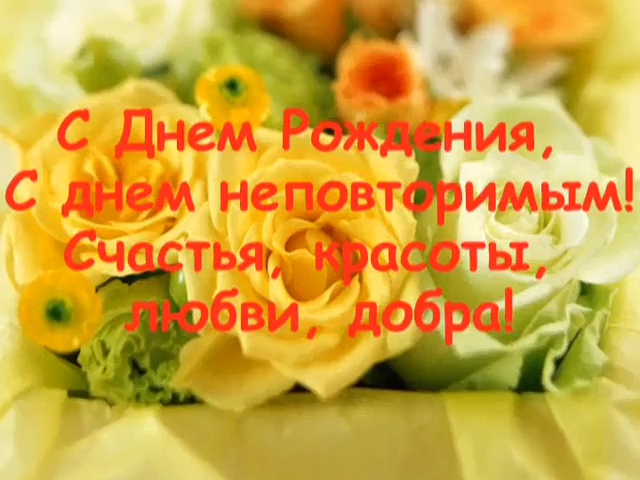 С Днем Рождения,
С днем неповторимым!
Счастья, красоты,
любви, добра!